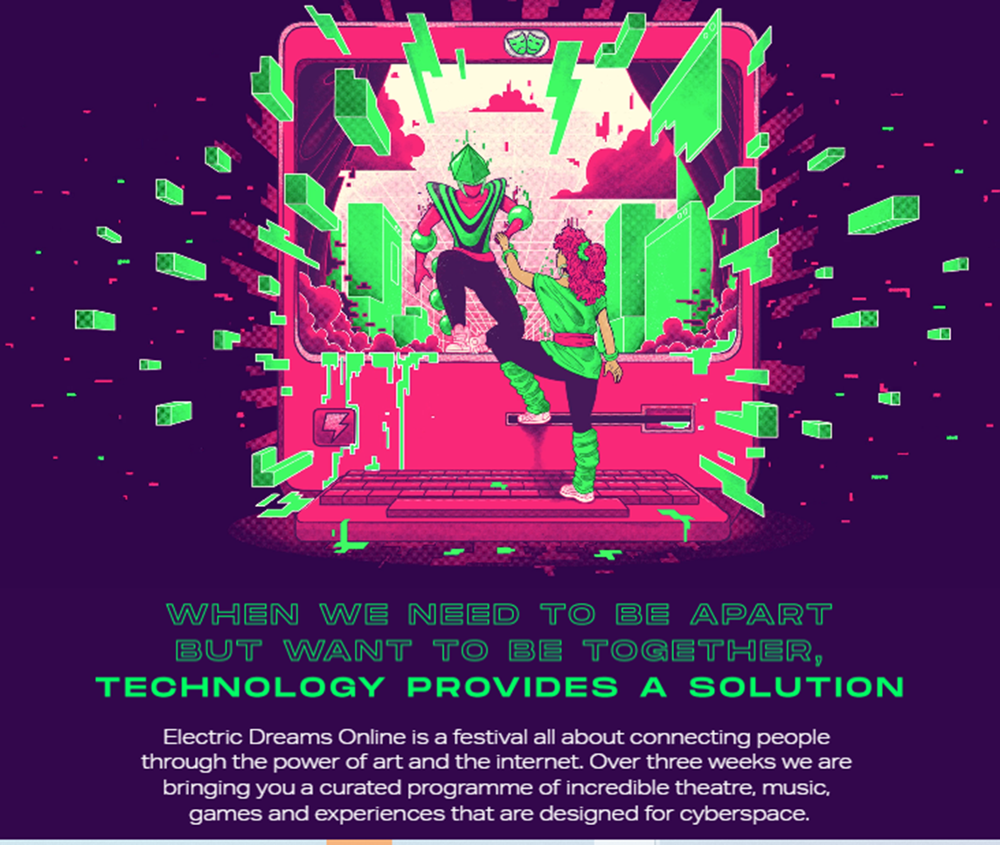 WHEN WE NEED TO BE APART
BUT WANT TO BE TOGETHER,
TECHNOLOGY PROVIDES A SOLUTION
Electric Dreams Online is a festival all about connecting people
through the power of art and the internet. Over three weeks we are
bringing you a curated programme of incredible theatre, music,
games and experiences that are designed for cyberspace.